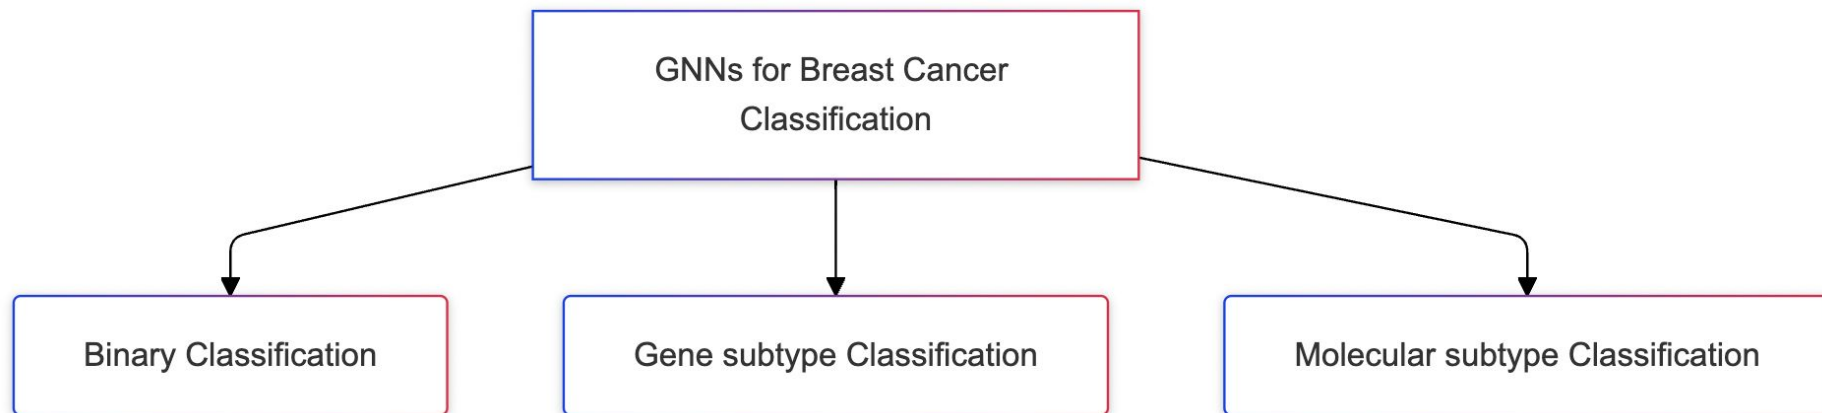 GNNs for Breast Cancer
Classification
Binary Classification
Gene subtype Classification
Molecular subtype Classification